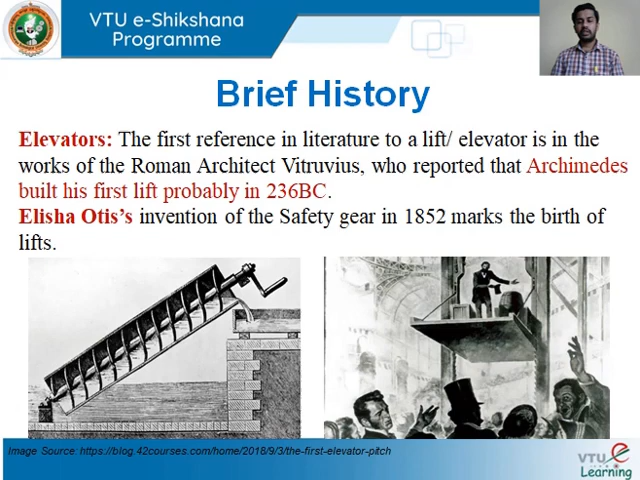 VTU e-Shikshana
Programme
Brief History
Elevators: The first reference in literature to a lift/ elevator is in the
works of the Roman Architect Vitruvius, who reported that Archimedes
built his first lift probably in 236BC.
Elisha Otis's invention of the Safety gear in 1852 marks the birth of
lifts.
Image Source: https://blog.42courses.com/home/2018/9/3/the-first-elevator-pitch
VTU e
Learning